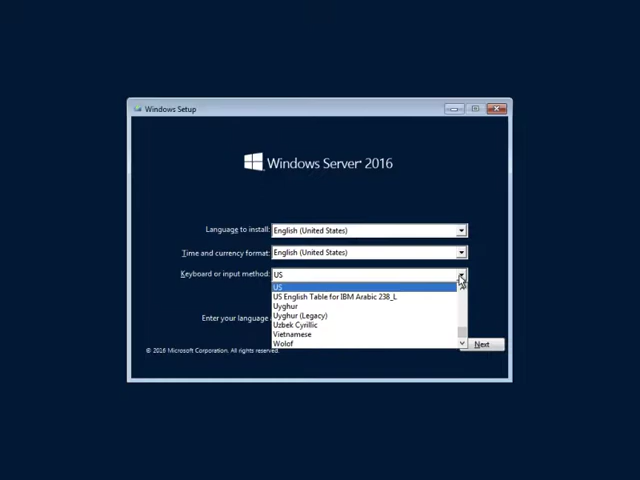 Windows Setup
Windows Server 2016
Language to install: English (United States)
Time and currency format: English (United States)
Keyboard or input method: US
US
US English Table for IBM Arabic 238_L
Uyghur
Uyghur (Legacy)
Uzbek Cyrillic
Enter your language
Vietnamese
Wolof
Next
© 2016 Microsoft Corporation. All rights reserved.